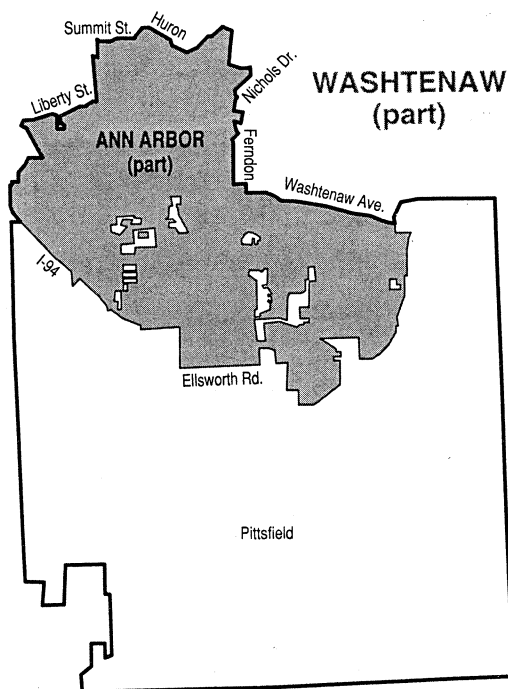 Summit St.
Huron
Nichols Dr.
WASHTENAW
(part)
Liberty St.
ANN ARBOR
(part)
Ferndon
Washtenaw Ave.
I-94
Ellsworth Rd.
Pittsfield